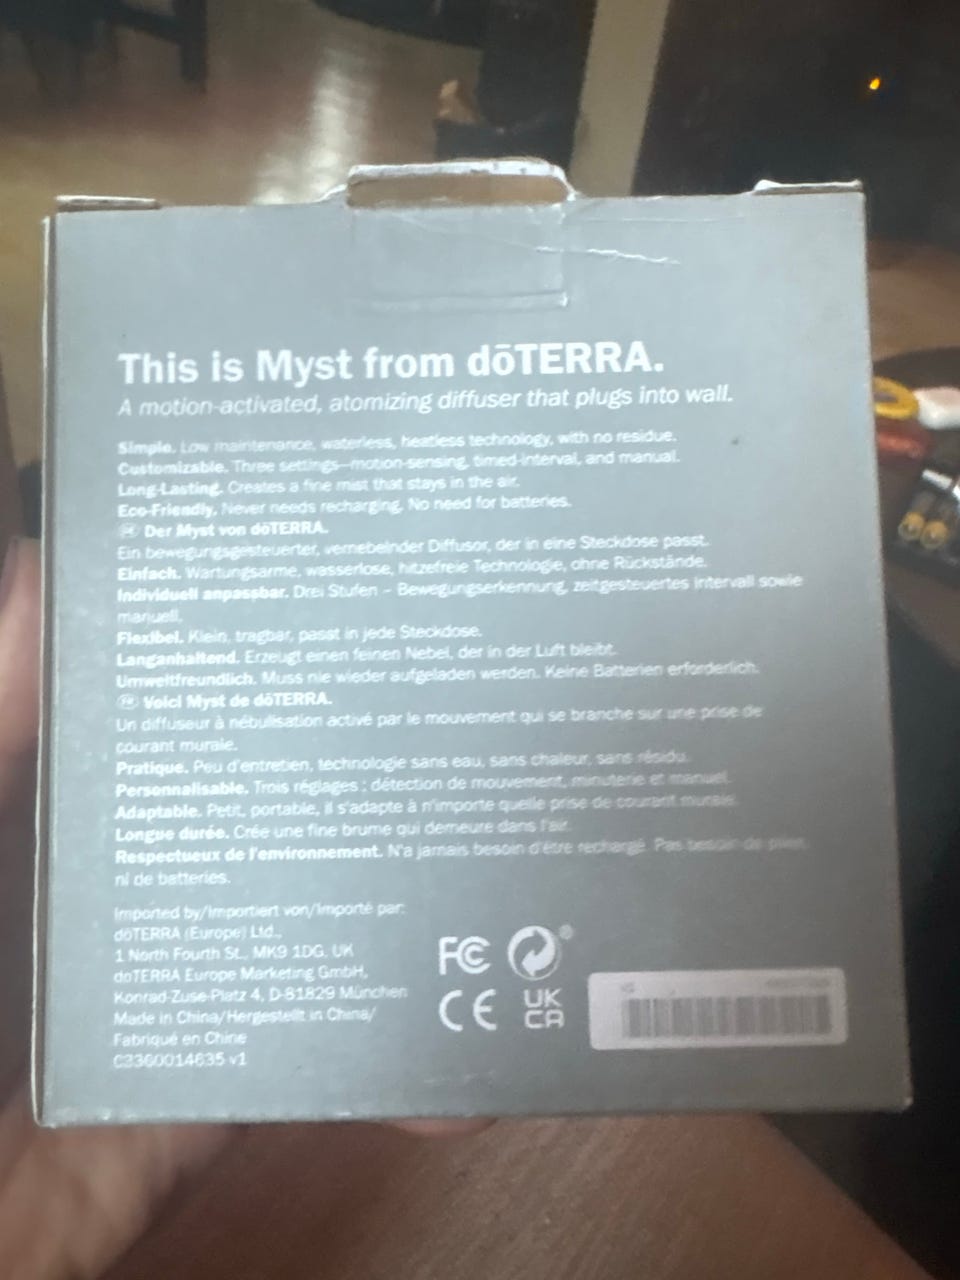 This is Myst from dōTERRA.
A motion-activated, atomizing diffuser that plugs into wall.
Simple. Low maintenance, waterless, heatless technology, with no residue.
Customizable. Three settings—motion-sensing, timed-interval, and manual.
Long-Lasting. Creates a fine mist that stays in the air.
Eco-Friendly. Never needs recharging. No need for batteries.
Der Myst von dōTERRA.
Ein bewegungsgesteuerter, vernebelnder Diffusor, der in eine Steckdose passt.
Einfach. Wartungsarme, wasserlose, hitzefreie Technologie, ohne Rückstände.
Individuell anpassbar. Drei Stufen – Bewegungserkennung, zeitgesteuertes Intervall sowie
manuell.
Flexibel. Klein, tragbar, passt in jede Steckdose.
Langanhaltend. Erzeugt einen feinen Nebel, der in der Luft bleibt.
Umweltfreundlich. Muss nie wieder aufgeladen werden. Keine Batterien erforderlich.
FR Voici Myst de dōTERRA.
Un diffuseur à nébulisation activé par le mouvement qui se branche sur une prise de
courant murale.
Pratique. Peu d'entretien, technologie sans eau, sans chaleur, sans résidu.
Personnalisable. Trois réglages : détection de mouvement, minuterie et manuel.
Adaptable. Petit, portable, il s'adapte à n'importe quelle prise de courant murale.
Longue durée. Crée une fine brume qui demeure dans l'air.
Respectueux de l'environnement. N'a jamais besoin d'être rechargé. Pas besoin de piles,
ni de batteries.
Imported by/Importiert von/Importé par:
dōTERRA (Europe) Ltd.,
1 North Fourth St., MK9 1DG. UK
doTERRA Europe Marketing GmbH,
Konrad-Zuse-Platz 4, D-81829 München
Made in China/Hergestellt in China/
Fabriqué en Chine
C3360014635 v1
FC
CE
UK
CA